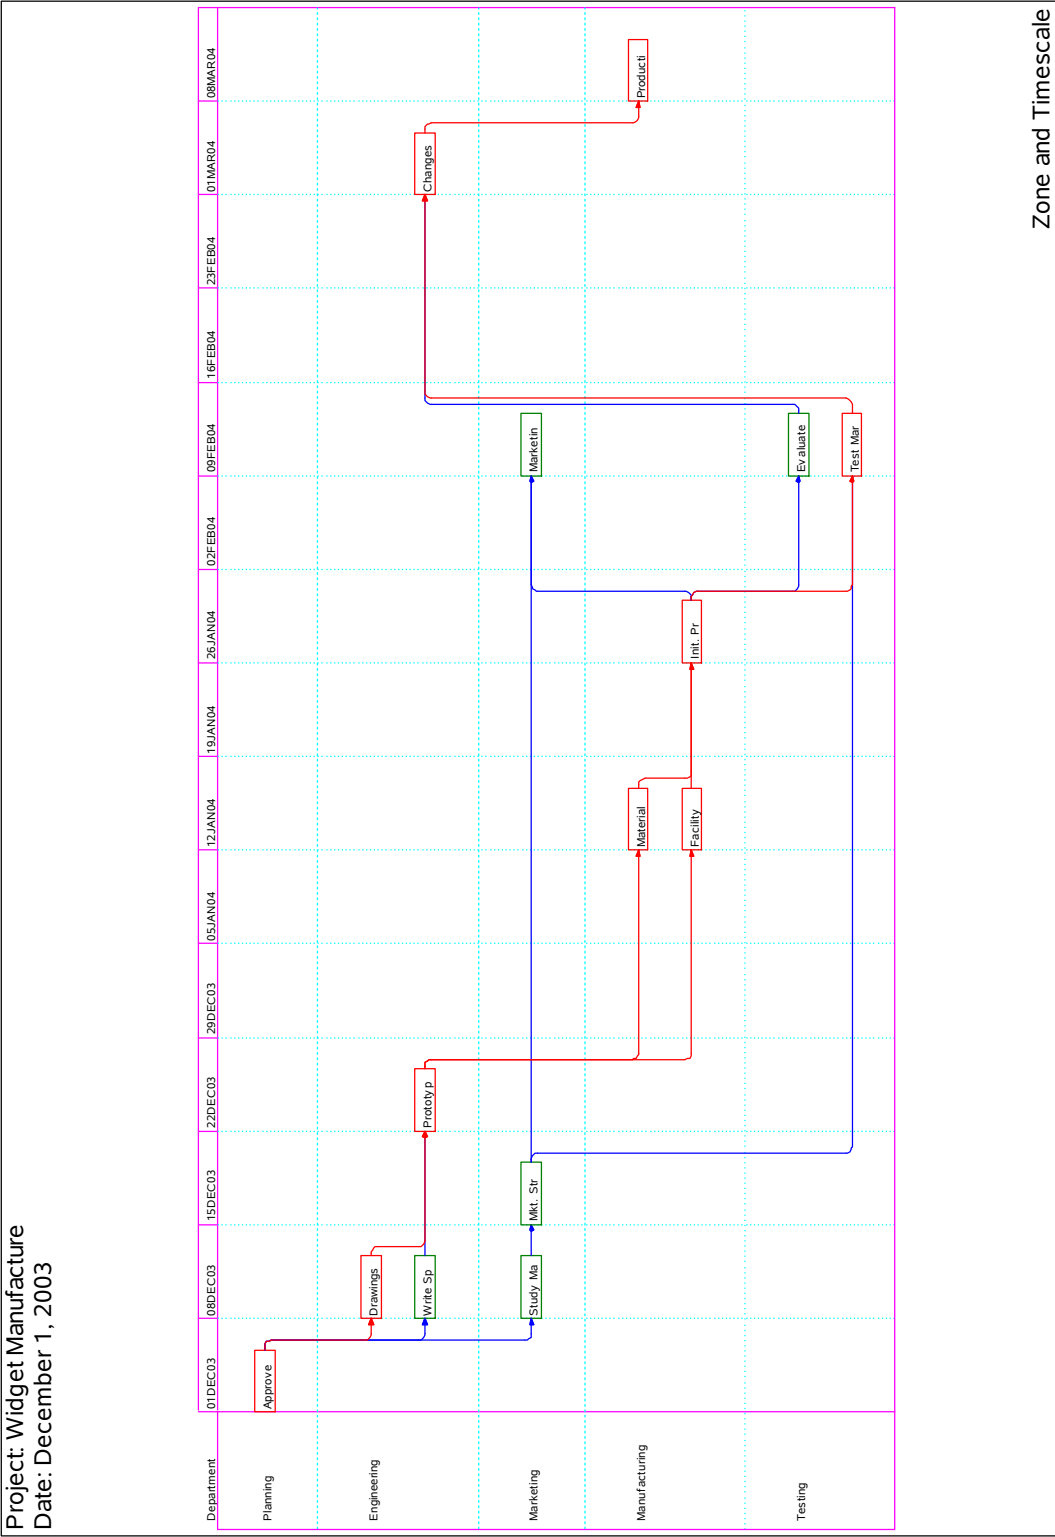 Project: Widget Manufacture
Date: December 1, 2003
Department 01DEC03 08DEC03 15DEC03 22DEC03 29DEC03 05JAN04 12JAN04 19JAN04 26JAN04 02FEB04 09FEB04 16FEB04 23FEB04 01MAR04 08MAR04
Planning
Approve
Engineering
Drawings
Write Sp Prototyp Changes
Marketing
Study Ma Mkt. Str Marketin
Manufacturing
Material Producti
Facility Init. Pr
Testing
Evaluate
Test Mar
Zone and Timescale